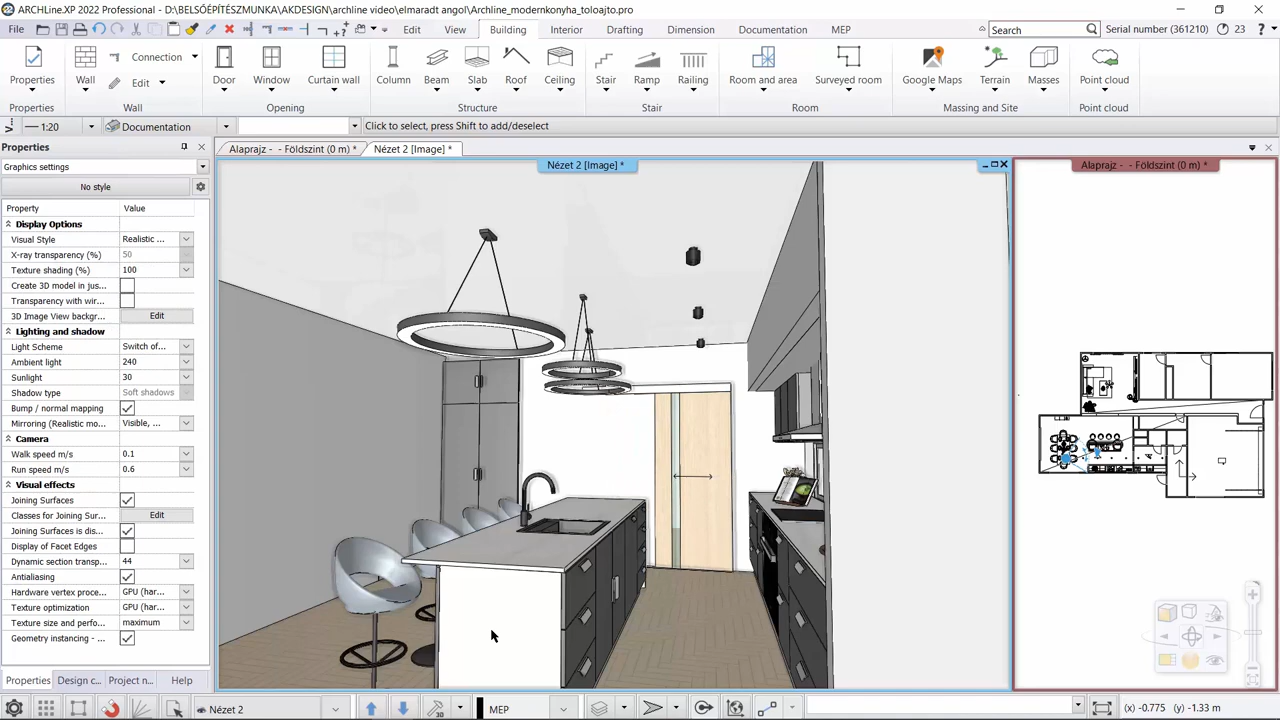 ARCHLine.XP 2022 Professional - D:\BELSŐÉPÍTÉSZMUNKA\AKDESIGN\archline video\elmaradt angol\Archline_modernkonyha_toloajto.pro
File Edit View Building Interior Drafting Dimension Documentation MEP Search Serial number (361210) 23
Properties Wall Connection Edit Door Window Curtain wall Column Beam Slab Roof Ceiling Stair Ramp Railing Room and area Surveyed room Google Maps Terrain Masses Point cloud
Properties Wall Opening Structure Stair Room Massing and Site Point cloud
1:20 Documentation Click to select, press Shift to add/deselect
Properties
Alaprajz - - Földszint (0 m) * Nézet 2 [Image] *
Graphics settings
Nézet 2 [Image] * Alaprajz - - Földszint (0 m) *
No style
Property Value
Display Options
Visual Style Realistic ...
X-ray transparency (%) 50
Texture shading (%) 100
Create 3D model in jus...
Transparency with wir...
3D Image View backgr... Edit
Lighting and shadow
Light Scheme Switch of...
Ambient light 240
Sunlight 30
Shadow type Soft shadows
Bump / normal mapping
Mirroring (Realistic mo... Visible, ...
Camera
Walk speed m/s 0.1
Run speed m/s 0.6
Visual effects
Joining Surfaces
Classes for Joining Sur... Edit
Joining Surfaces is dis...
Display of Facet Edges
Dynamic section transp... 44
Antialiasing
Hardware vertex proce... GPU (har...
Texture optimization GPU (har...
Texture size and perfo... maximum
Geometry instancing - ...
Properties Design c... Project n... Help
Nézet 2 MEP (x) -0.775 (y) -1.33 m